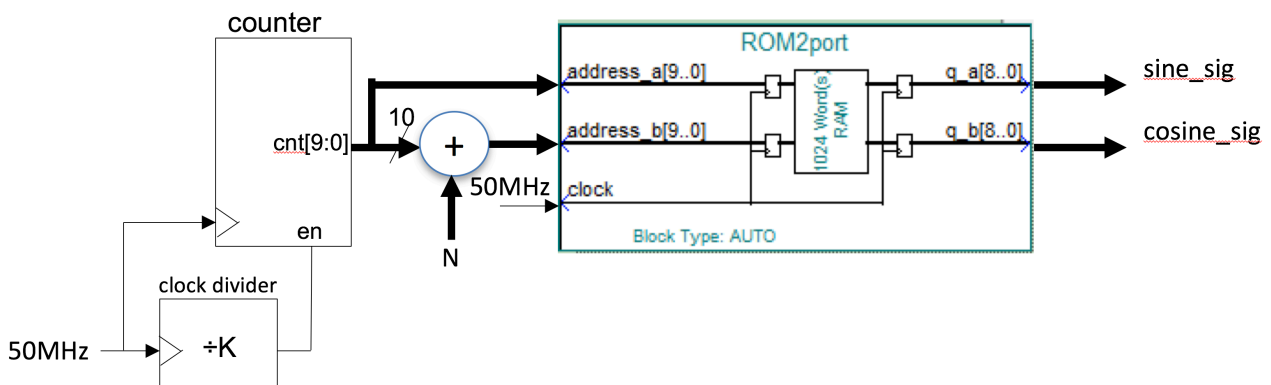 counter
cnt[9:0]
en
clock divider
÷K
50MHz
10
+
N
50MHz
ROM2port
address_a[9..0]
address_b[9..0]
clock
1024 Word(s)
RAM
q_a[8..0]
q_b[8..0]
Block Type: AUTO
sine_sig
cosine_sig